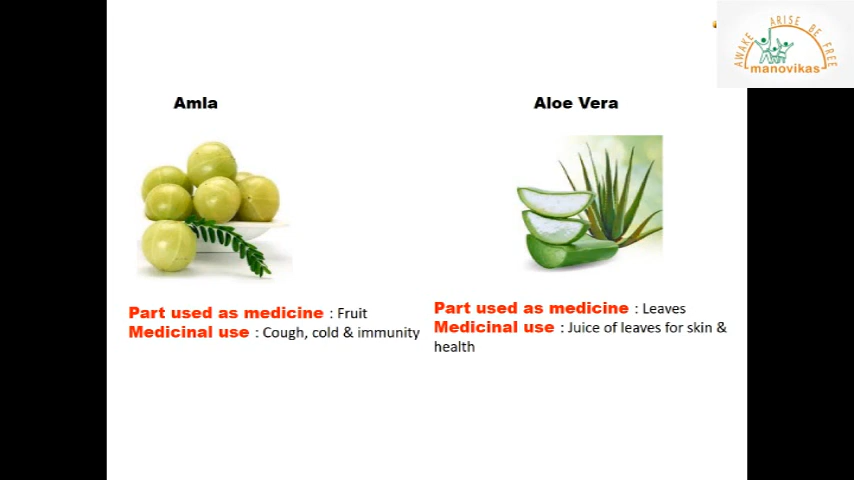 AWAKE ARISE BE FREE
manovikas
Amla
Aloe Vera
Part used as medicine : Fruit
Medicinal use : Cough, cold & immunity
Part used as medicine : Leaves
Medicinal use : Juice of leaves for skin &
health